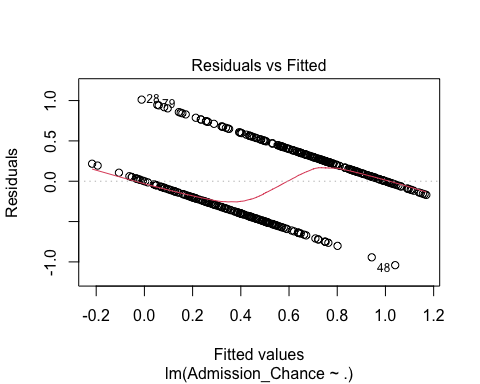 Residuals vs Fitted
Residuals
1.0
0.5
0.0
-1.0
28
79
48
-0.2 0.0 0.2 0.4 0.6 0.8 1.0 1.2
Fitted values
lm(Admission_Chance ~ .)